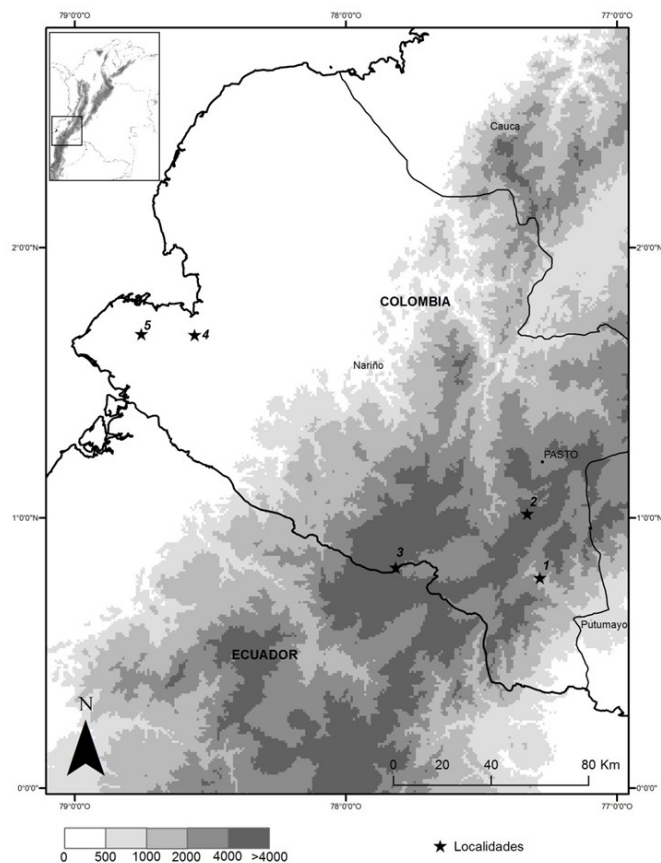 79°0'0"W 78°0'0"W 77°0'0"W
Cauca
2°0'0"N 2°0'0"N
COLOMBIA
5 4
Nariño
PASTO
2
1°0'0"N 1°0'0"N
3
1
Putumayo
ECUADOR
N
0 20 40 80 Km
0°0'0" 0°0'0"
79°0'0"W 78°0'0"W 77°0'0"W
0 500 1000 2000 4000 >4000
Localidades